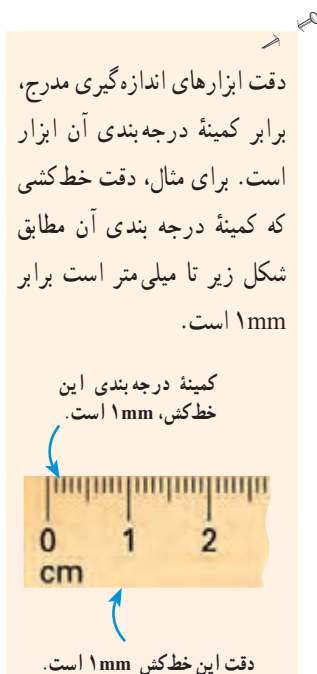 دقت ابزارهای اندازه‌گیری مدرج،
برابر کمینهٔ درجه‌بندی آن ابزار
است. برای مثال، دقت خط‌کشی
که کمینهٔ درجه بندی آن مطابق
شکل زیر تا میلی‌متر است برابر
۱mm است.
کمینهٔ درجه‌بندی این
خط‌کش، ۱mm است.
0 1 2
cm
دقت این خط‌کش ۱mm است.